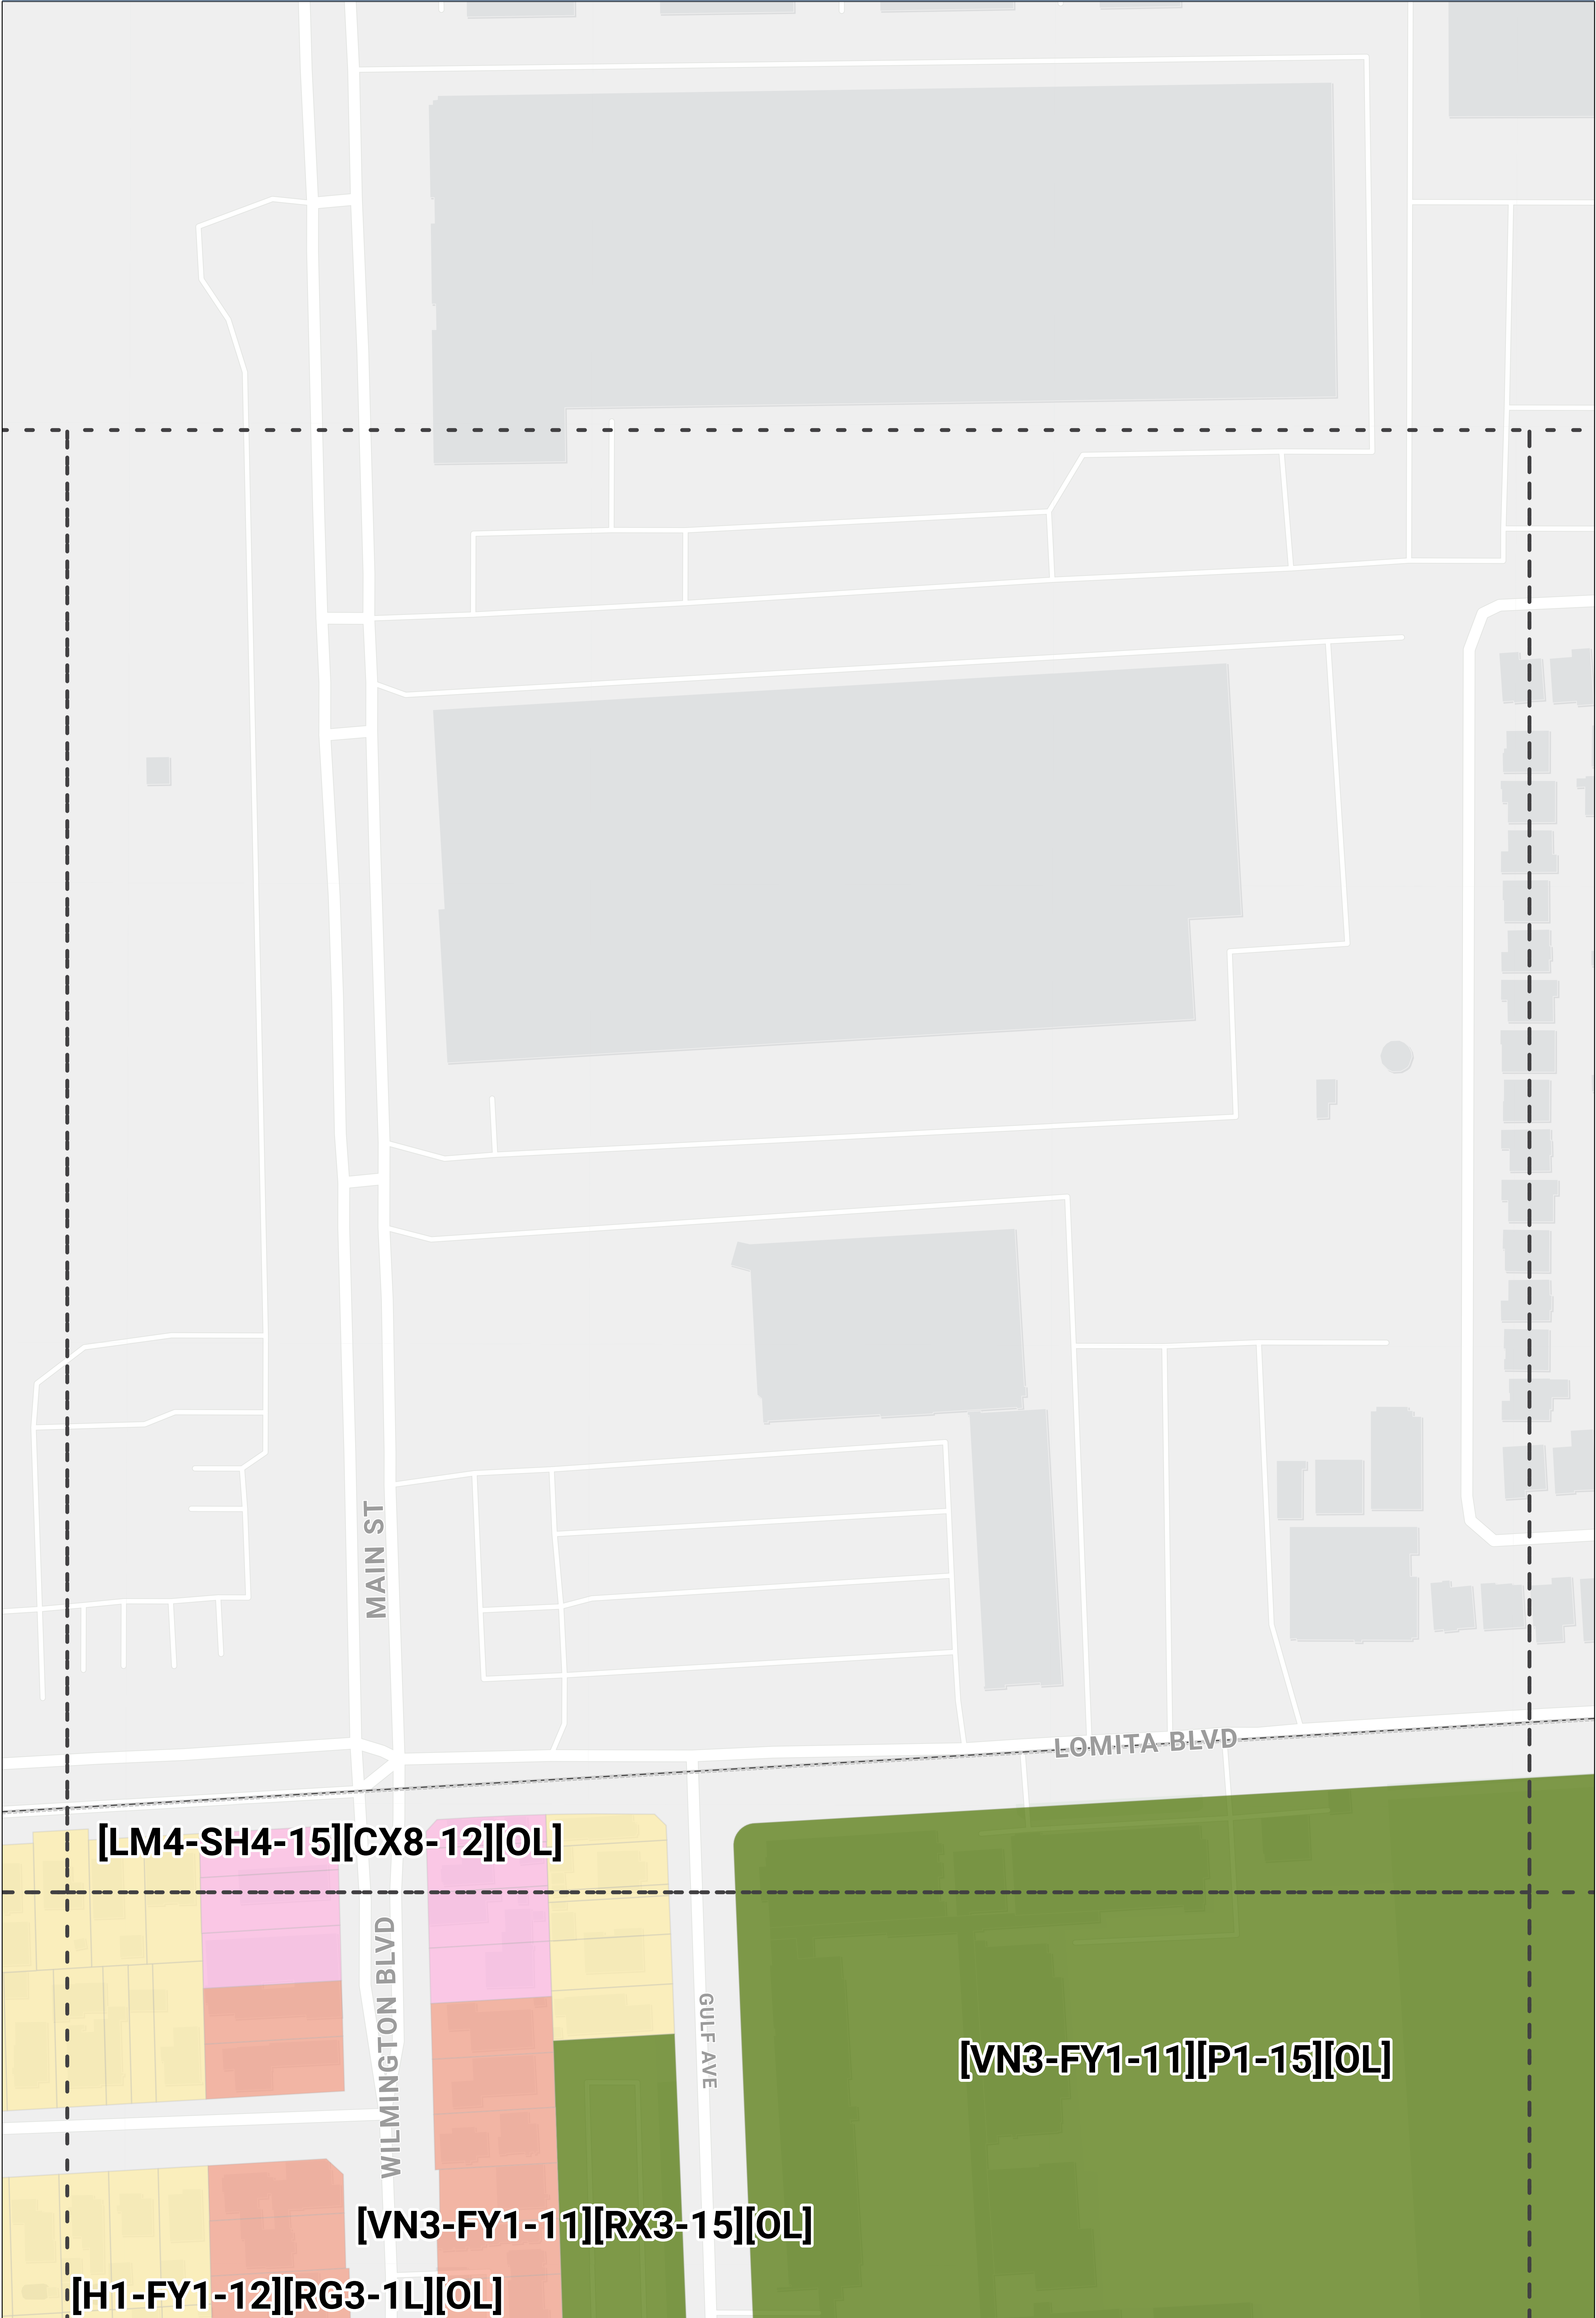 MAIN ST
LOMITA BLVD
[LM4-SH4-15][CX8-12][OL]
WILMINGTON BLVD
GULF AVE
[VN3-FY1-11][P1-15][OL]
[VN3-FY1-11][RX3-15][OL]
[H1-FY1-12][RG3-1L][OL]